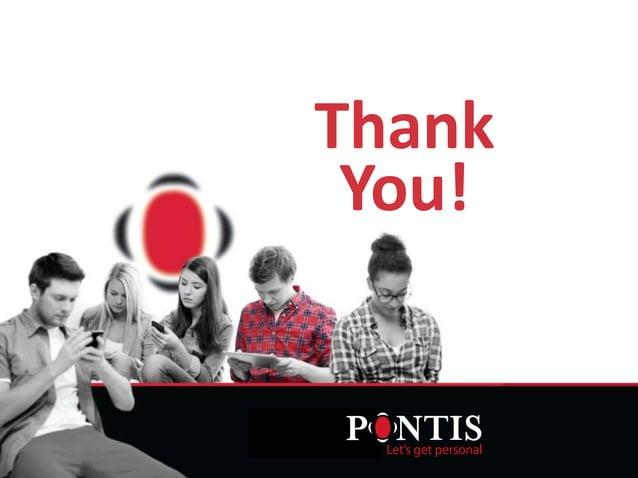 Thank
You!
PONTIS
Let's get personal